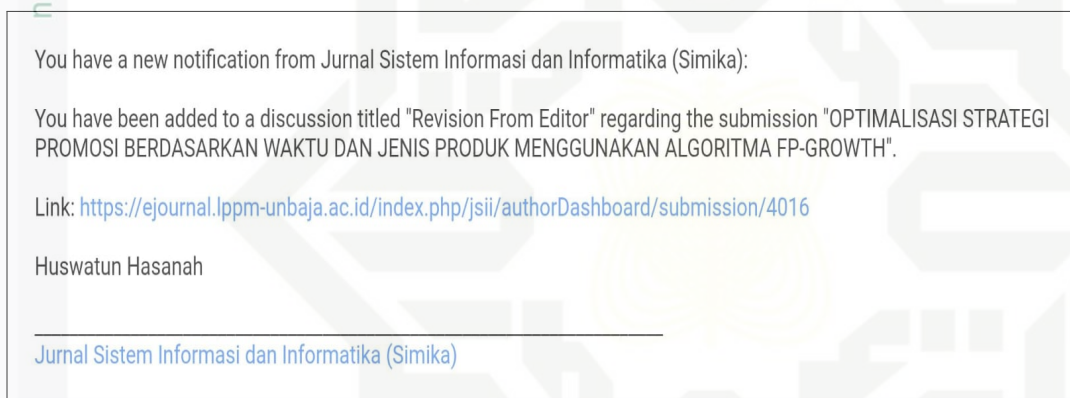 You have a new notification from Jurnal Sistem Informasi dan Informatika (Simika):
You have been added to a discussion titled "Revision From Editor" regarding the submission "OPTIMALISASI STRATEGI
PROMOSI BERDASARKAN WAKTU DAN JENIS PRODUK MENGGUNAKAN ALGORITMA FP-GROWTH".
Link: https://ejournal.lppm-unbaja.ac.id/index.php/jsii/authorDashboard/submission/4016
Huswatun Hasanah
Jurnal Sistem Informasi dan Informatika (Simika)